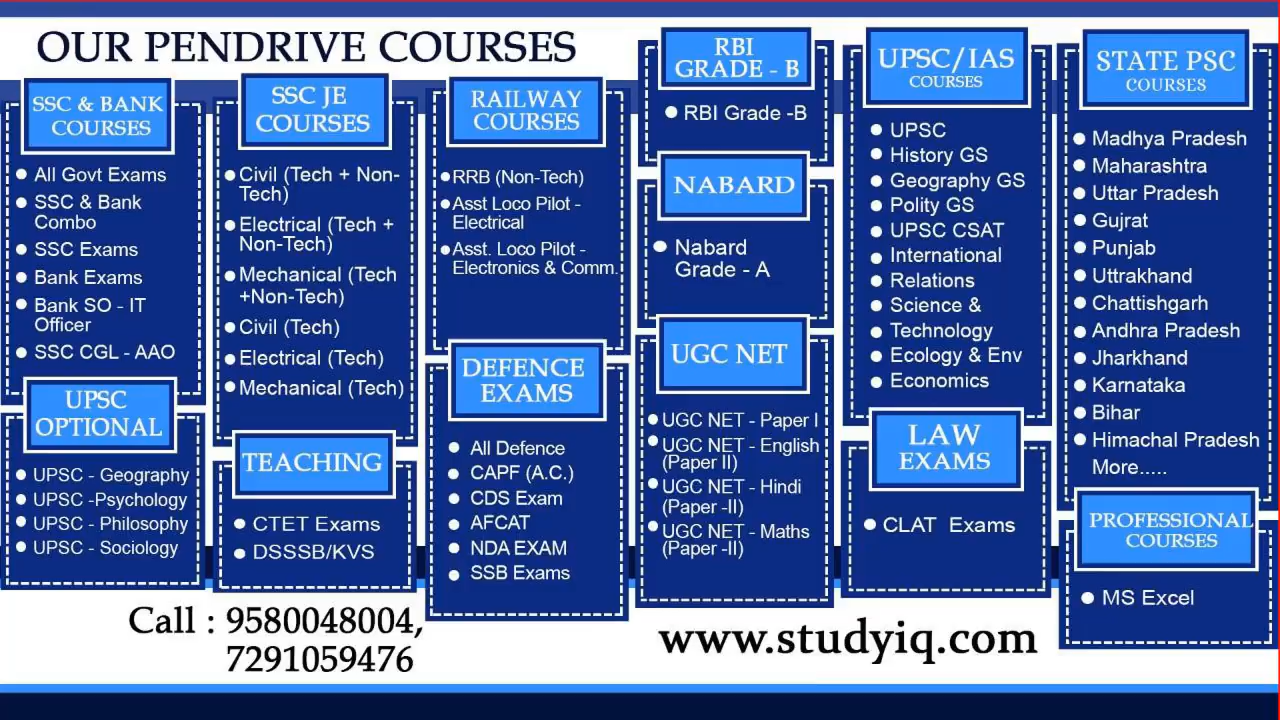 OUR PENDRIVE COURSES
SSC & BANK
COURSES
All Govt Exams
SSC & Bank
Combo
SSC Exams
Bank Exams
Bank SO - IT
Officer
SSC CGL - AAO
UPSC
OPTIONAL
UPSC - Geography
UPSC -Psychology
UPSC - Philosophy
UPSC - Sociology
SSC JE
COURSES
Civil (Tech + Non-
Tech)
Electrical (Tech +
Non-Tech)
Mechanical (Tech
+Non-Tech)
Civil (Tech)
Electrical (Tech)
Mechanical (Tech)
TEACHING
CTET Exams
DSSSB/KVS
RAILWAY
COURSES
RRB (Non-Tech)
Asst Loco Pilot -
Electrical
Asst. Loco Pilot -
Electronics & Comm.
DEFENCE
EXAMS
All Defence
CAPF (A.C.)
CDS Exam
AFCAT
NDA EXAM
SSB Exams
RBI
GRADE - B
RBI Grade -B
NABARD
Nabard
Grade - A
UGC NET
UGC NET - Paper I
UGC NET - English
(Paper II)
UGC NET - Hindi
(Paper -II)
UGC NET - Maths
(Paper -II)
UPSC/IAS
COURSES
UPSC
History GS
Geography GS
Polity GS
UPSC CSAT
International
Relations
Science &
Technology
Ecology & Env
Economics
LAW
EXAMS
CLAT Exams
STATE PSC
COURSES
Madhya Pradesh
Maharashtra
Uttar Pradesh
Gujrat
Punjab
Uttrakhand
Chattishgarh
Andhra Pradesh
Jharkhand
Karnataka
Bihar
Himachal Pradesh
More.....
PROFESSIONAL
COURSES
MS Excel
Call : 9580048004,
7291059476
www.studyiq.com